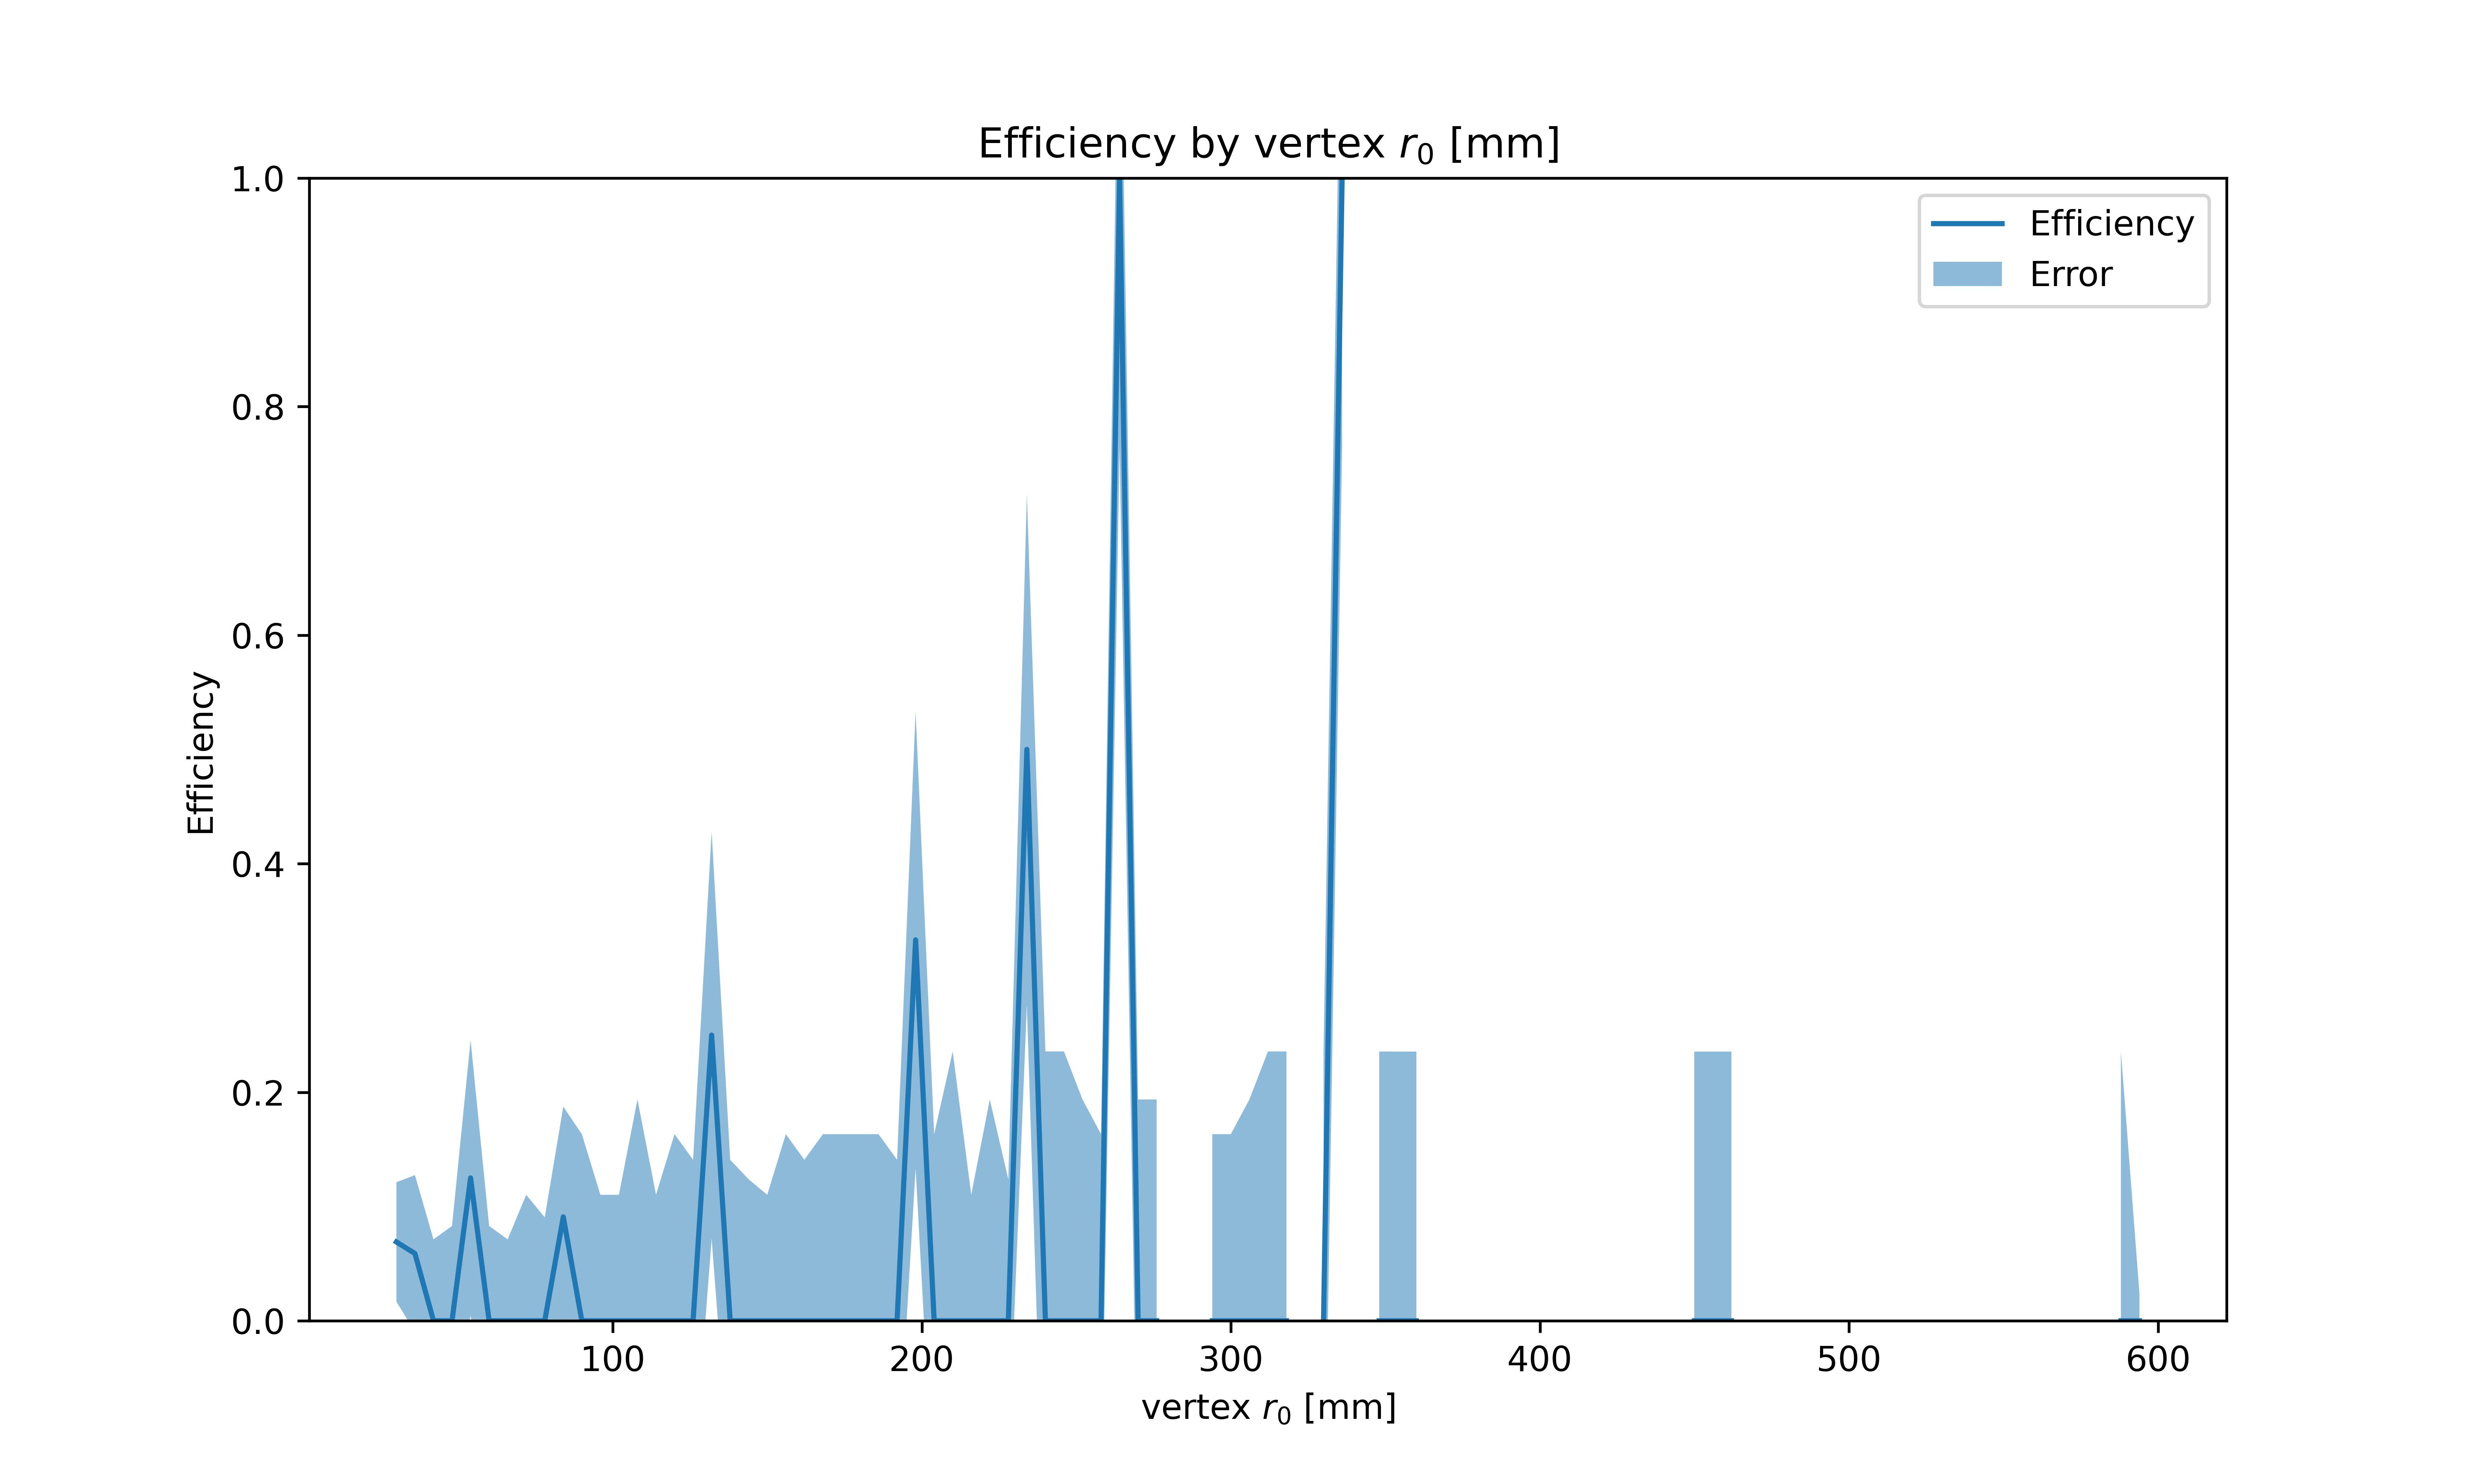 Efficiency by vertex r₀ [mm]
1.0
0.8
0.6
0.4
0.2
0.0
Efficiency
Efficiency
Error
100 200 300 400 500 600
vertex r₀ [mm]